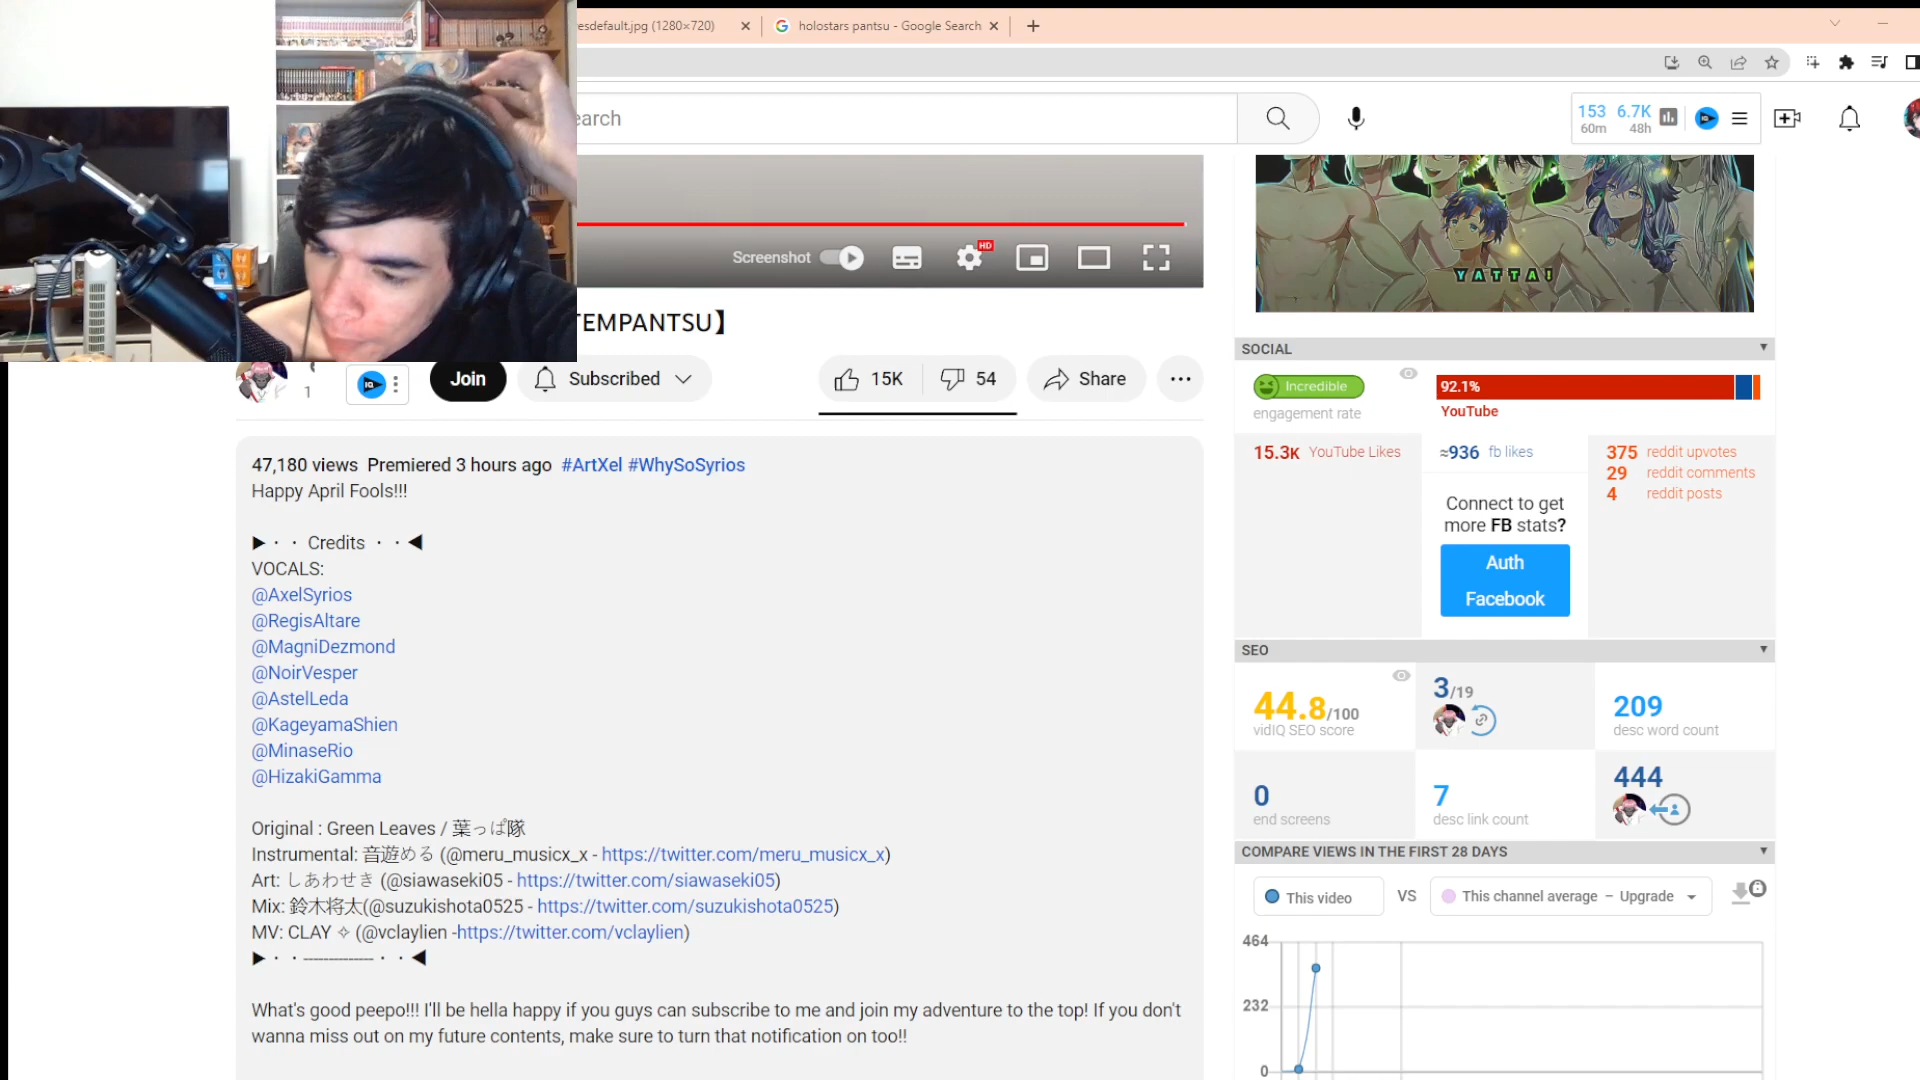 esdefault.jpg (1280×720)
holostars pantsu - Google Search
earch
153 6.7K
60m 48h
YATTA!
Screenshot
HD
TEMPANTSU】
1
Join
Subscribed
15K
54
Share
47,180 views Premiered 3 hours ago #ArtXel #WhySoSyrios
Happy April Fools!!!
▶・・ Credits ・・◀
VOCALS:
@AxelSyrios
@RegisAltare
@MagniDezmond
@NoirVesper
@AstelLeda
@KageyamaShien
@MinaseRio
@HizakiGamma
Original : Green Leaves / 葉っぱ隊
Instrumental: 音遊める (@meru_musicx_x - https://twitter.com/meru_musicx_x)
Art: しあわせき (@siawaseki05 - https://twitter.com/siawaseki05)
Mix: 鈴木将太(@suzukishota0525 - https://twitter.com/suzukishota0525)
MV: CLAY ✧ (@vclaylien -https://twitter.com/vclaylien)
▶・・--------------・・◀
What's good peepo!!! I'll be hella happy if you guys can subscribe to me and join my adventure to the top! If you don't
wanna miss out on my future contents, make sure to turn that notification on too!!
SOCIAL
Incredible
engagement rate
92.1%
YouTube
15.3K YouTube Likes
≈936 fb likes
375 reddit upvotes
29 reddit comments
4 reddit posts
Connect to get
more FB stats?
Auth
Facebook
SEO
44.8/100
vidIQ SEO score
3/19
209
desc word count
0
end screens
7
desc link count
444
COMPARE VIEWS IN THE FIRST 28 DAYS
This video
VS
This channel average – Upgrade
464
232
0